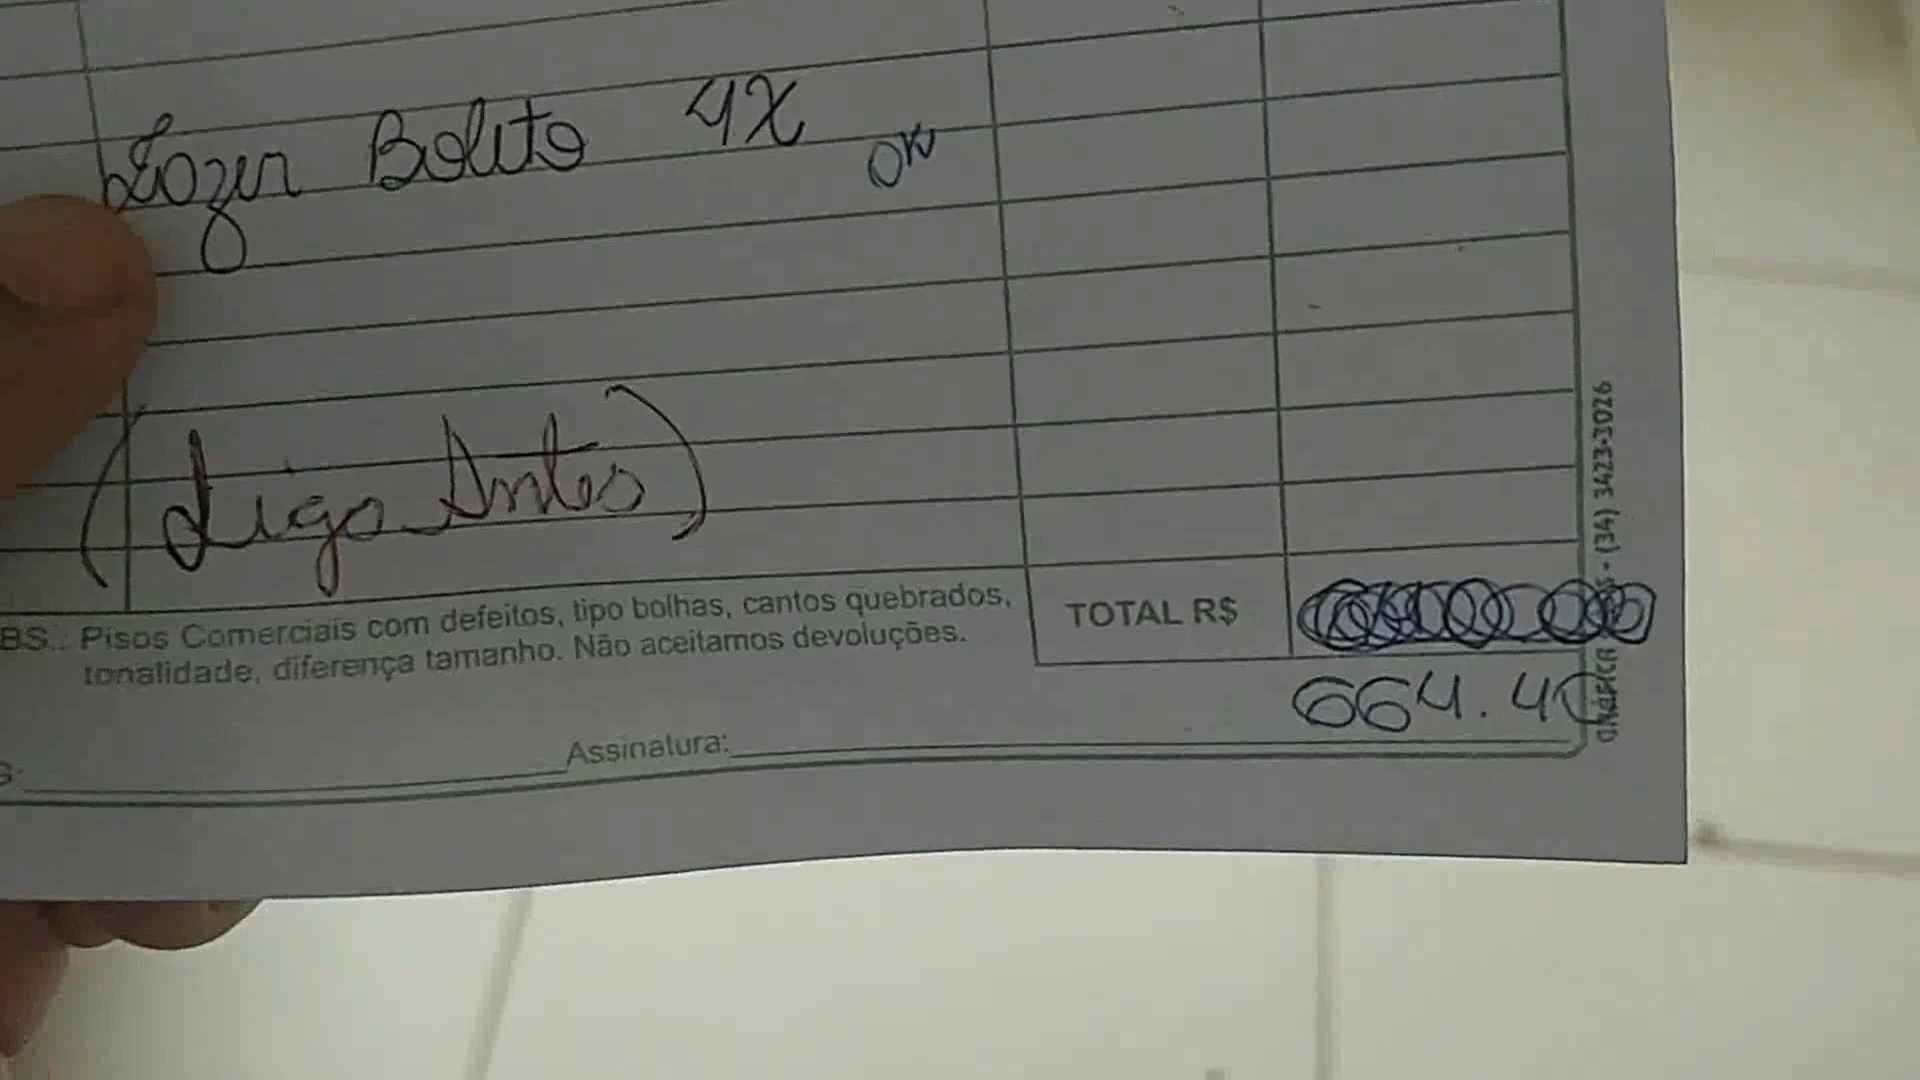 Fazer Boleto 4X OK
(Liga Antes)
BS.: Pisos Comerciais com defeitos, tipo bolhas, cantos quebrados,
tonalidade, diferença tamanho. Não aceitamos devoluções.
TOTAL R$
664.40
Assinatura:
- (34) 3423-3026